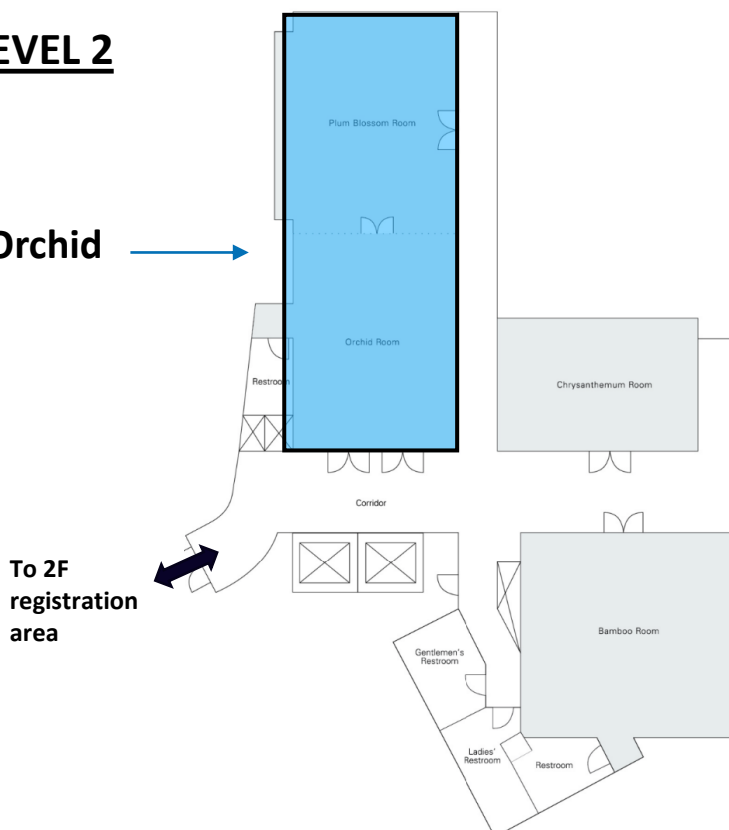 EVEL 2
Plum Blossom Room
Orchid
Orchid Room
Restroom
Chrysanthemum Room
Corridor
To 2F
registration
area
Bamboo Room
Gentlemen's
Restroom
Ladies'
Restroom
Restroom